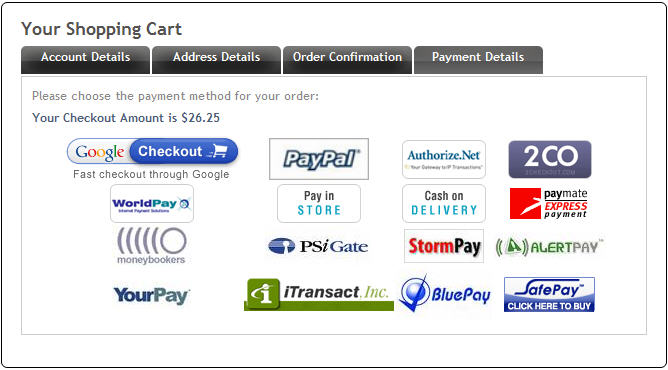 Your Shopping Cart
Account Details
Address Details
Order Confirmation
Payment Details
Please choose the payment method for your order:
Your Checkout Amount is $26.25
Google Checkout
Fast checkout through Google
PayPal
Authorize.Net
Your Gateway to IP Transactions
2CO
2CHECKOUT.COM
WorldPay
Internet Payment Solutions
Pay in
STORE
Cash on
DELIVERY
paymate
EXPRESS
payment
moneybookers
PSiGate
StormPay
ALERTPAY
YourPay
iTransact.Inc.
BluePay
SafePay
CLICK HERE TO BUY